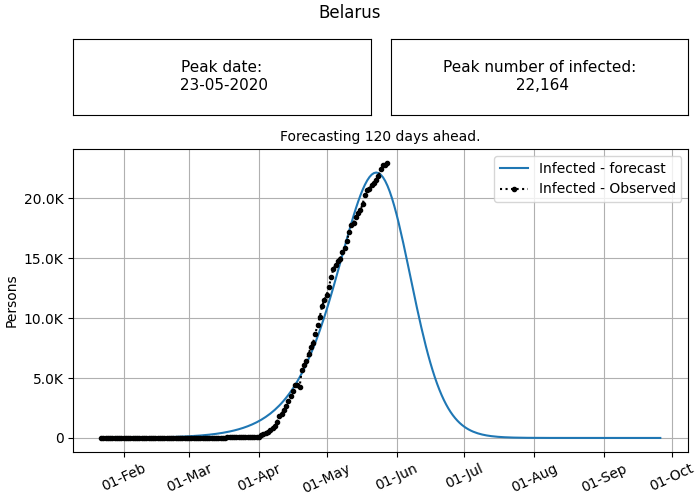 Belarus
Peak date:
23-05-2020
Peak number of infected:
22,164
Forecasting 120 days ahead.
Infected - forecast
Infected - Observed
Persons
20.0K
15.0K
10.0K
5.0K
0
01-Feb
01-Mar
01-Apr
01-May
01-Jun
01-Jul
01-Aug
01-Sep
01-Oct